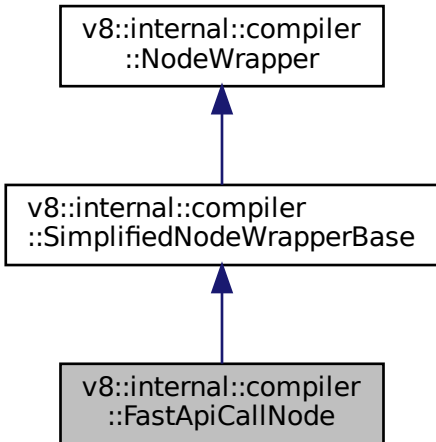 v8::internal::compiler
::NodeWrapper
v8::internal::compiler
::SimplifiedNodeWrapperBase
v8::internal::compiler
::FastApiCallNode